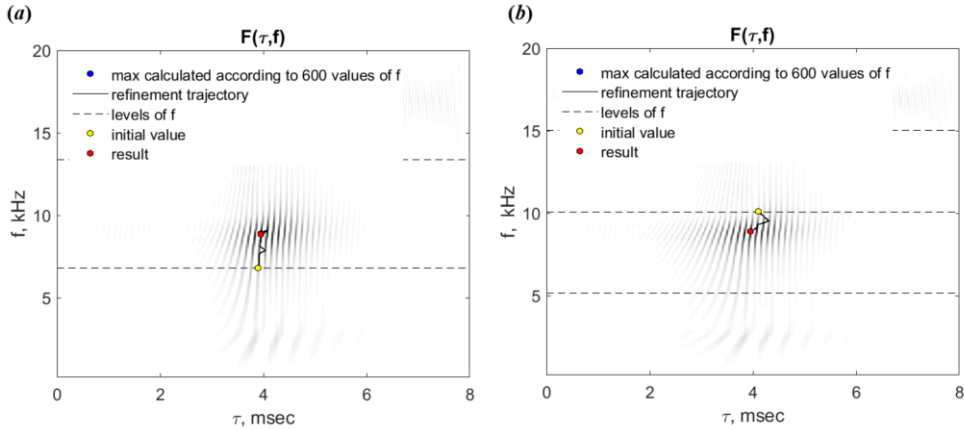 (a)
F(τ,f)
20
15
10
5
f, kHz
max calculated according to 600 values of f
refinement trajectory
levels of f
initial value
result
0
2
4
6
8
τ, msec
(b)
F(τ,f)
20
15
10
5
f, kHz
max calculated according to 600 values of f
refinement trajectory
levels of f
initial value
result
0
2
4
6
8
τ, msec